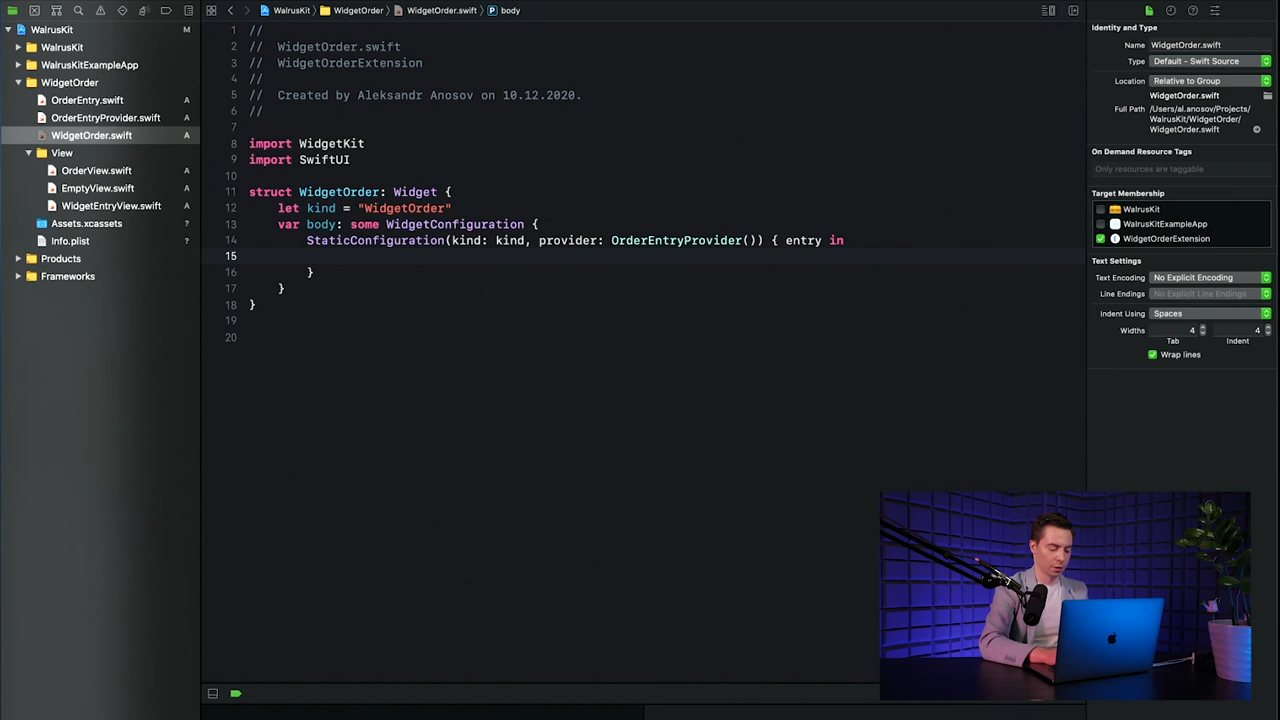 WalrusKit
M
WalrusKit
WalrusKitExampleApp
WidgetOrder
OrderEntry.swift
A
OrderEntryProvider.swift
A
WidgetOrder.swift
A
View
OrderView.swift
A
EmptyView.swift
A
WidgetEntryView.swift
A
Assets.xcassets
A
Info.plist
?
Products
Frameworks
WalrusKit
WidgetOrder
WidgetOrder.swift
P
body
1 //
2 // WidgetOrder.swift
3 // WidgetOrderExtension
4 //
5 // Created by Aleksandr Anosov on 10.12.2020.
6 //
7
8 import WidgetKit
9 import SwiftUI
10
11 struct WidgetOrder: Widget {
12 let kind = "WidgetOrder"
13 var body: some WidgetConfiguration {
14 StaticConfiguration(kind: kind, provider: OrderEntryProvider()) { entry in
15
16 }
17 }
18 }
19
20
Identity and Type
Name WidgetOrder.swift
Type Default - Swift Source
Location Relative to Group
WidgetOrder.swift
Full Path /Users/al.anosov/Projects/
WalrusKit/WidgetOrder/
WidgetOrder.swift
On Demand Resource Tags
Only resources are taggable
Target Membership
WalrusKit
WalrusKitExampleApp
WidgetOrderExtension
Text Settings
Text Encoding No Explicit Encoding
Line Endings No Explicit Line Endings
Indent Using Spaces
Widths 4 4
Tab Indent
Wrap lines